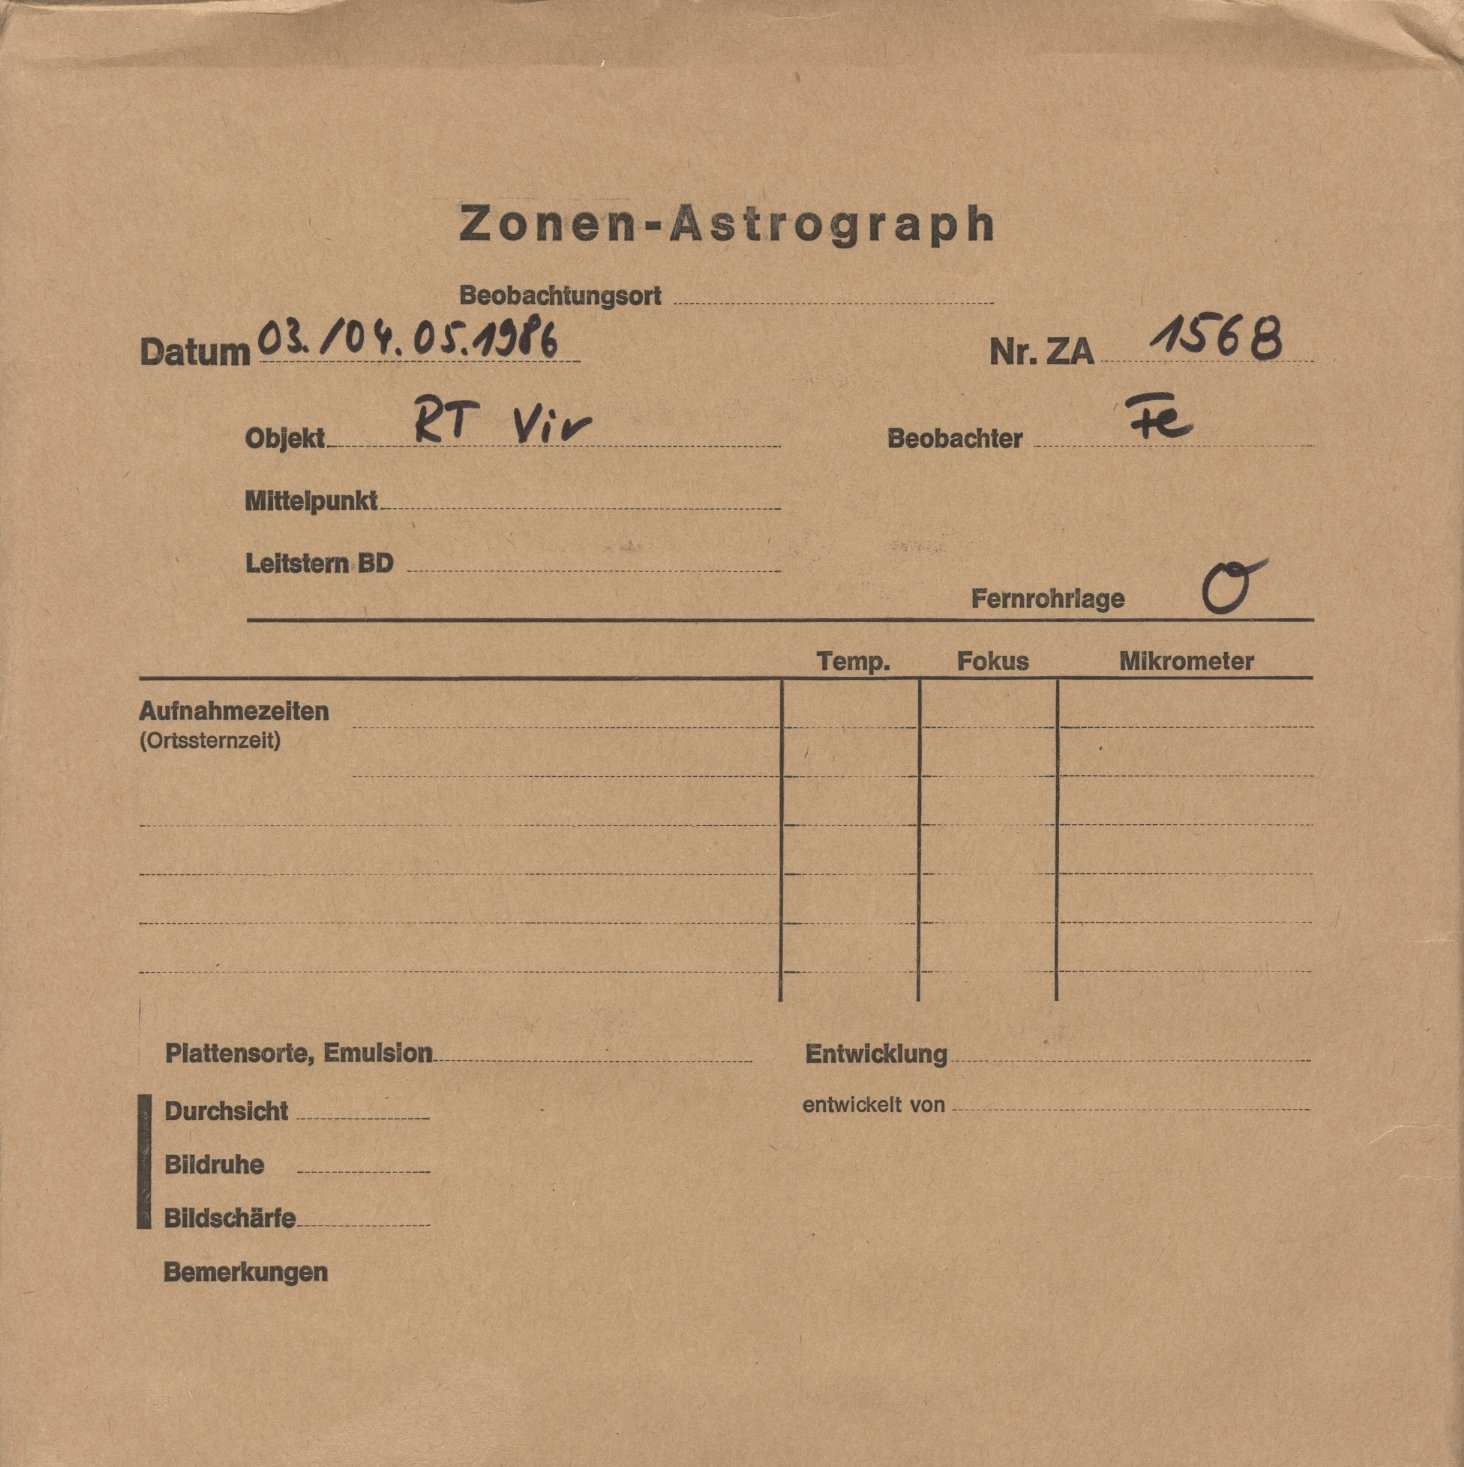 Zonen-Astrograph
Beobachtungsort
Datum 03./04.05.1986 Nr. ZA 1568
Objekt RT Vir Beobachter Fe
Mittelpunkt
Leitstern BD
Fernrohrlage O
Temp. Fokus Mikrometer
Aufnahmezeiten
(Ortssternzeit)
Plattensorte, Emulsion Entwicklung
Durchsicht entwickelt von
Bildruhe
Bildschärfe
Bemerkungen